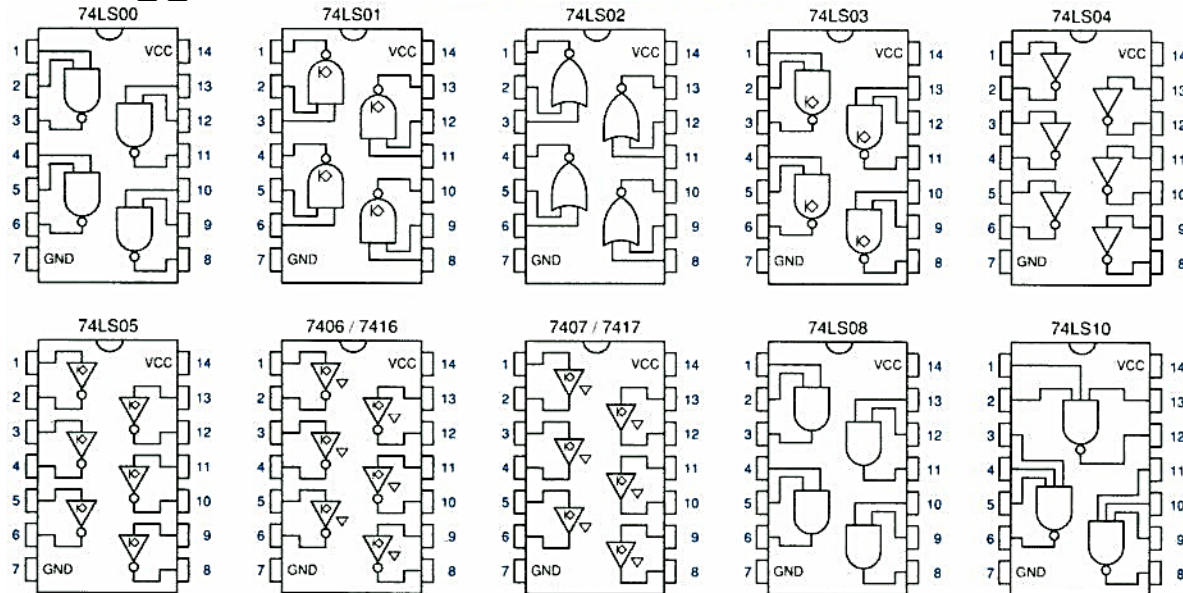 74LS00 74LS01 74LS02 74LS03 74LS04
1 VCC 14 1 VCC 14 1 VCC 14 1 VCC 14 1 VCC 14
2 13 2 13 2 13 2 13 2 13
3 12 3 12 3 12 3 12 3 12
4 11 4 11 4 11 4 11 4 11
5 10 5 10 5 10 5 10 5 10
6 9 6 9 6 9 6 9 6 9
7 GND 8 7 GND 8 7 GND 8 7 GND 8 7 GND 8
74LS05 7406 / 7416 7407 / 7417 74LS08 74LS10
1 VCC 14 1 VCC 14 1 VCC 14 1 VCC 14 1 VCC 14
2 13 2 13 2 13 2 13 2 13
3 12 3 12 3 12 3 12 3 12
4 11 4 11 4 11 4 11 4 11
5 10 5 10 5 10 5 10 5 10
6 9 6 9 6 9 6 9 6 9
7 GND 8 7 GND 8 7 GND 8 7 GND 8 7 GND 8